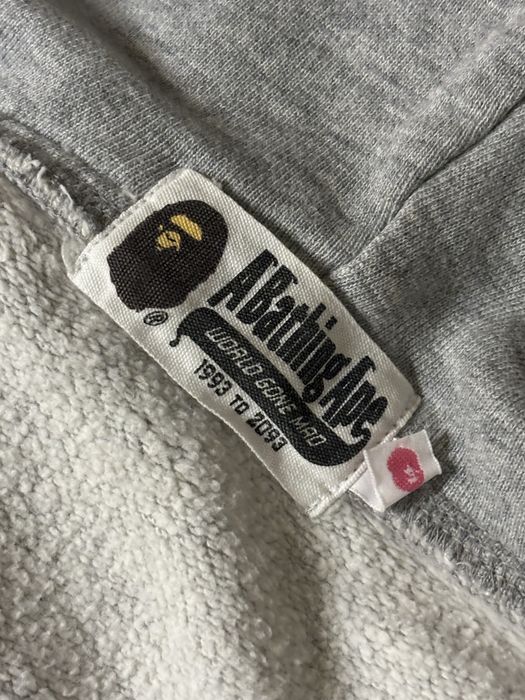 ®
A Bathing Ape
WORLD GONE MAD
1993 TO 2093